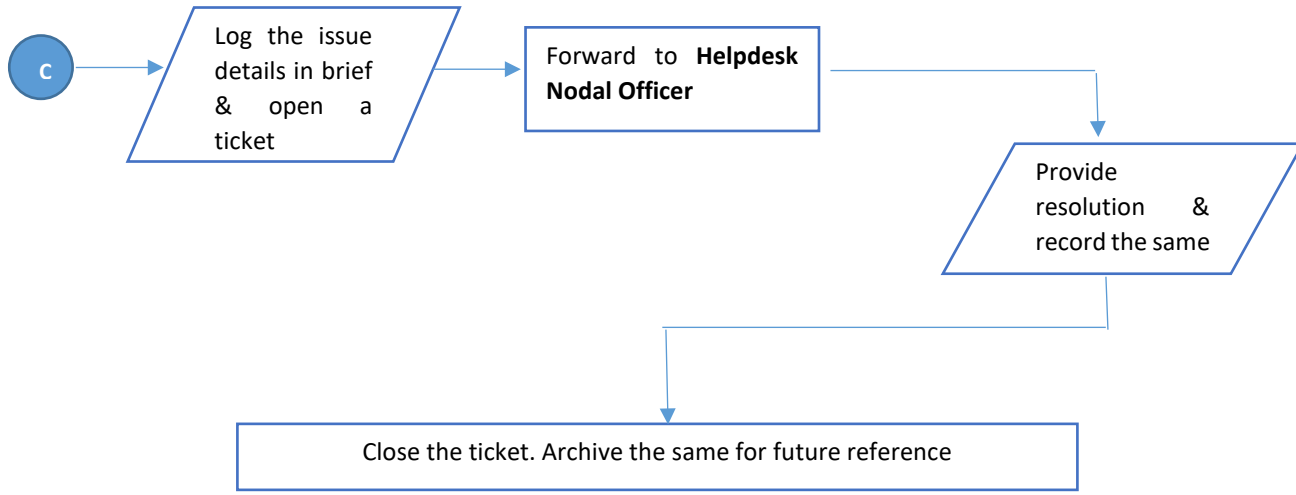 C
Log the issue
details in brief
& open a
ticket
Forward to Helpdesk
Nodal Officer
Provide
resolution &
record the same
Close the ticket. Archive the same for future reference